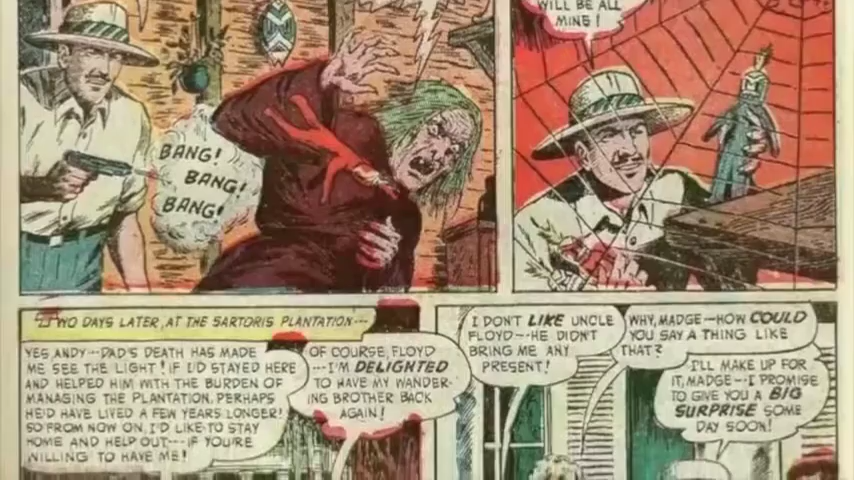 WILL BE ALL
MINE!
BANG!
BANG!
BANG!
TWO DAYS LATER, AT THE SARTORIS PLANTATION---
YES, ANDY--DAD'S DEATH HAS MADE
ME SEE THE LIGHT! IF I'D STAYED HERE
AND HELPED HIM WITH THE BURDEN OF
MANAGING THE PLANTATION, PERHAPS
HE'D HAVE LIVED A FEW YEARS LONGER!
SO FROM NOW ON, I'D LIKE TO STAY
HOME AND HELP OUT---IF YOU'RE
WILLING TO HAVE ME!
OF COURSE, FLOYD
---I'M DELIGHTED
TO HAVE MY WANDER-
ING BROTHER BACK
AGAIN!
I DON'T LIKE UNCLE
FLOYD--HE DIDN'T
BRING ME ANY
PRESENT!
WHY, MADGE--HOW COULD
YOU SAY A THING LIKE
THAT?
I'LL MAKE UP FOR
IT, MADGE--I PROMISE
TO GIVE YOU A BIG
SURPRISE SOME
DAY SOON!